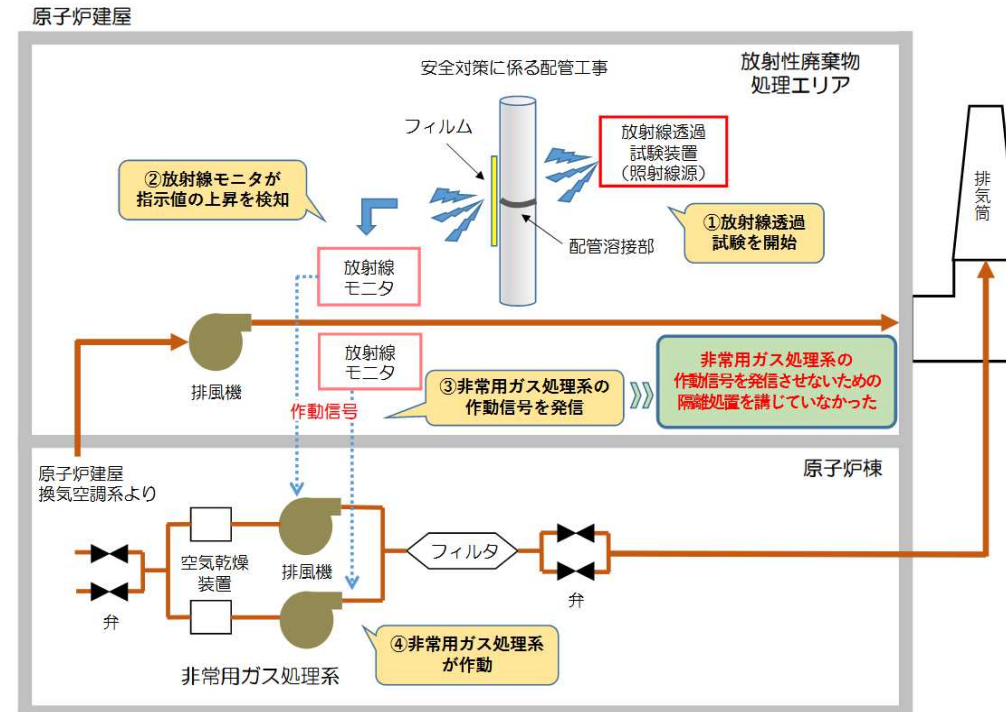 原子炉建屋
放射性廃棄物
処理エリア
安全対策に係る配管工事
フィルム
放射線透過
試験装置
（照射線源）
②放射線モニタが
指示値の上昇を検知
①放射線透過
試験を開始
配管溶接部
排気筒
放射線
モニタ
放射線
モニタ
排風機
作動信号
③非常用ガス処理系の
作動信号を発信
非常用ガス処理系の
作動信号を発信させないための
隔離処置を講じていなかった
原子炉建屋
換気空調系より
原子炉棟
空気乾燥
装置
排風機
フィルタ
弁
弁
④非常用ガス処理系
が作動
非常用ガス処理系